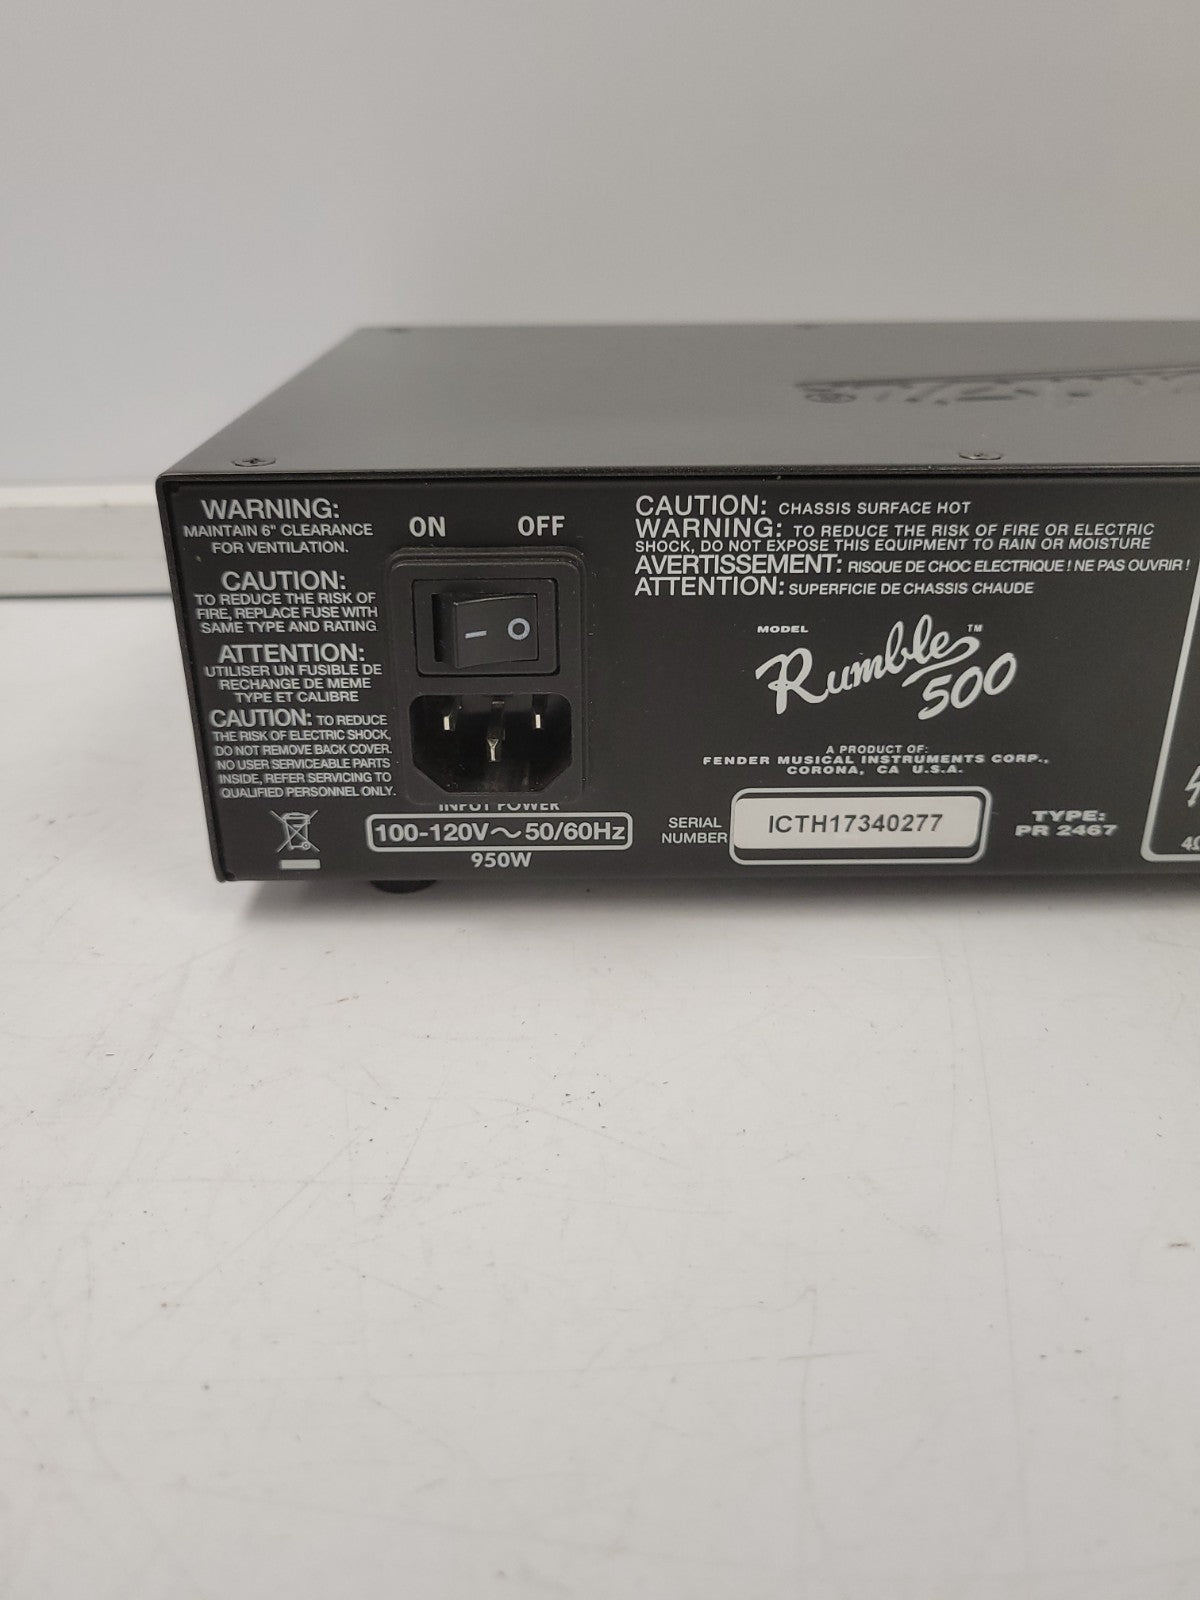 WARNING:
MAINTAIN 6" CLEARANCE
FOR VENTILATION.
CAUTION:
TO REDUCE THE RISK OF
FIRE, REPLACE FUSE WITH
SAME TYPE AND RATING
ATTENTION:
UTILISER UN FUSIBLE DE
RECHANGE DE MEME
TYPE ET CALIBRE
CAUTION: TO REDUCE
THE RISK OF ELECTRIC SHOCK,
DO NOT REMOVE BACK COVER.
NO USER SERVICEABLE PARTS
INSIDE, REFER SERVICING TO
QUALIFIED PERSONNEL ONLY.
ON OFF
INPUT POWER
100-120V~50/60Hz
950W
CAUTION: CHASSIS SURFACE HOT
WARNING: TO REDUCE THE RISK OF FIRE OR ELECTRIC
SHOCK, DO NOT EXPOSE THIS EQUIPMENT TO RAIN OR MOISTURE
AVERTISSEMENT: RISQUE DE CHOC ELECTRIQUE! NE PAS OUVRIR!
ATTENTION: SUPERFICIE DE CHASSIS CHAUDE
MODEL
Rumble™
500
A PRODUCT OF:
FENDER MUSICAL INSTRUMENTS CORP.,
CORONA, CA U.S.A.
SERIAL
NUMBER
ICTH17340277
TYPE:
PR 2467
4Ω